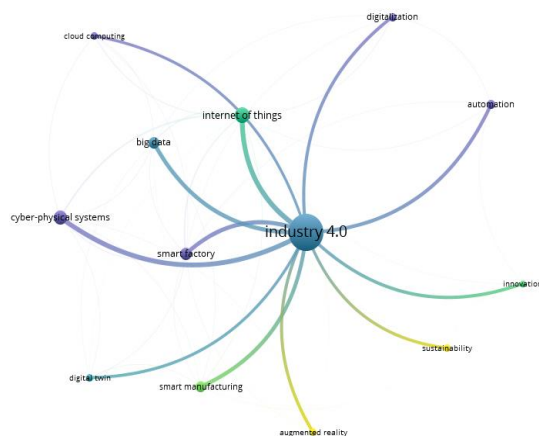 digitalization
cloud computing
automation
internet of things
big data
cyber-physical systems
industry 4.0
smart factory
innovation
sustainability
digital twin
smart manufacturing
augmented reality